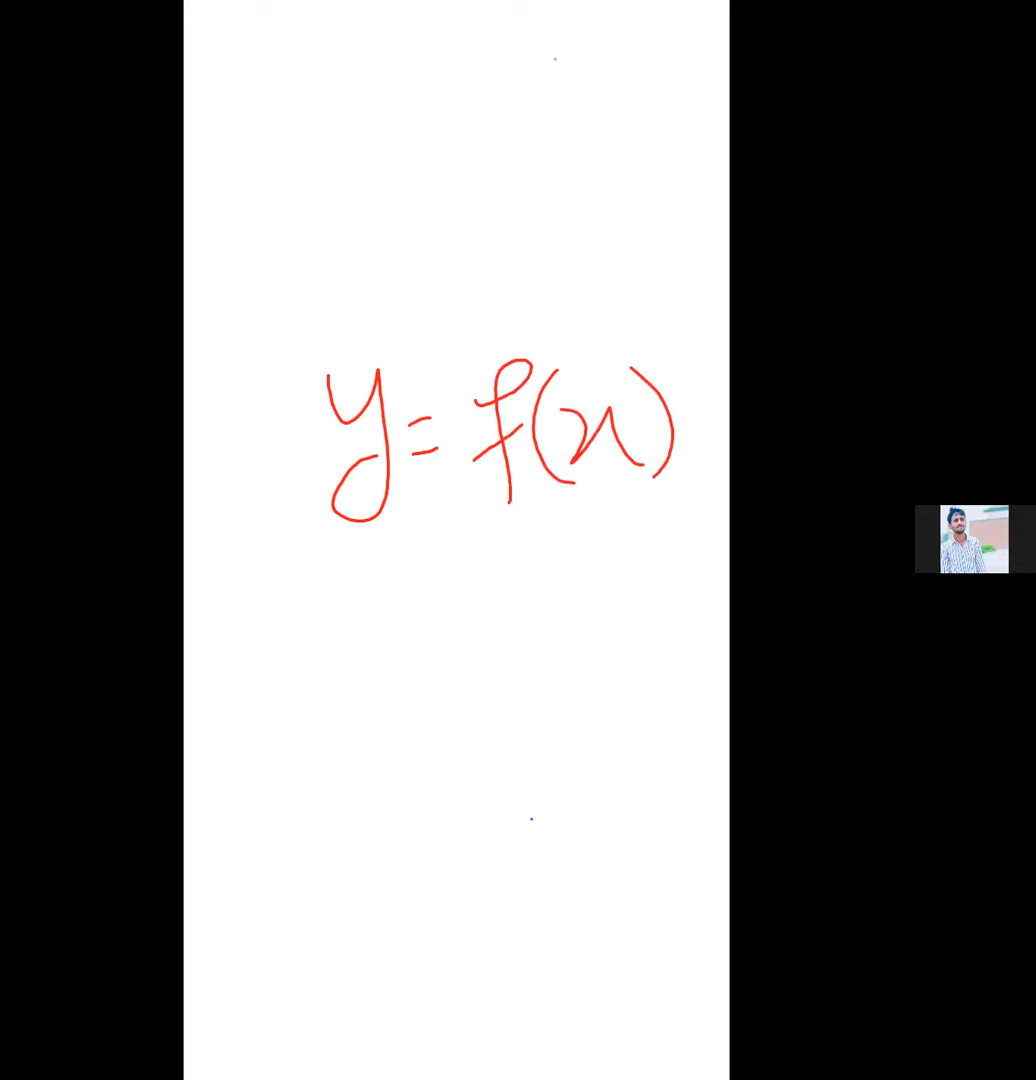 y = f(x)